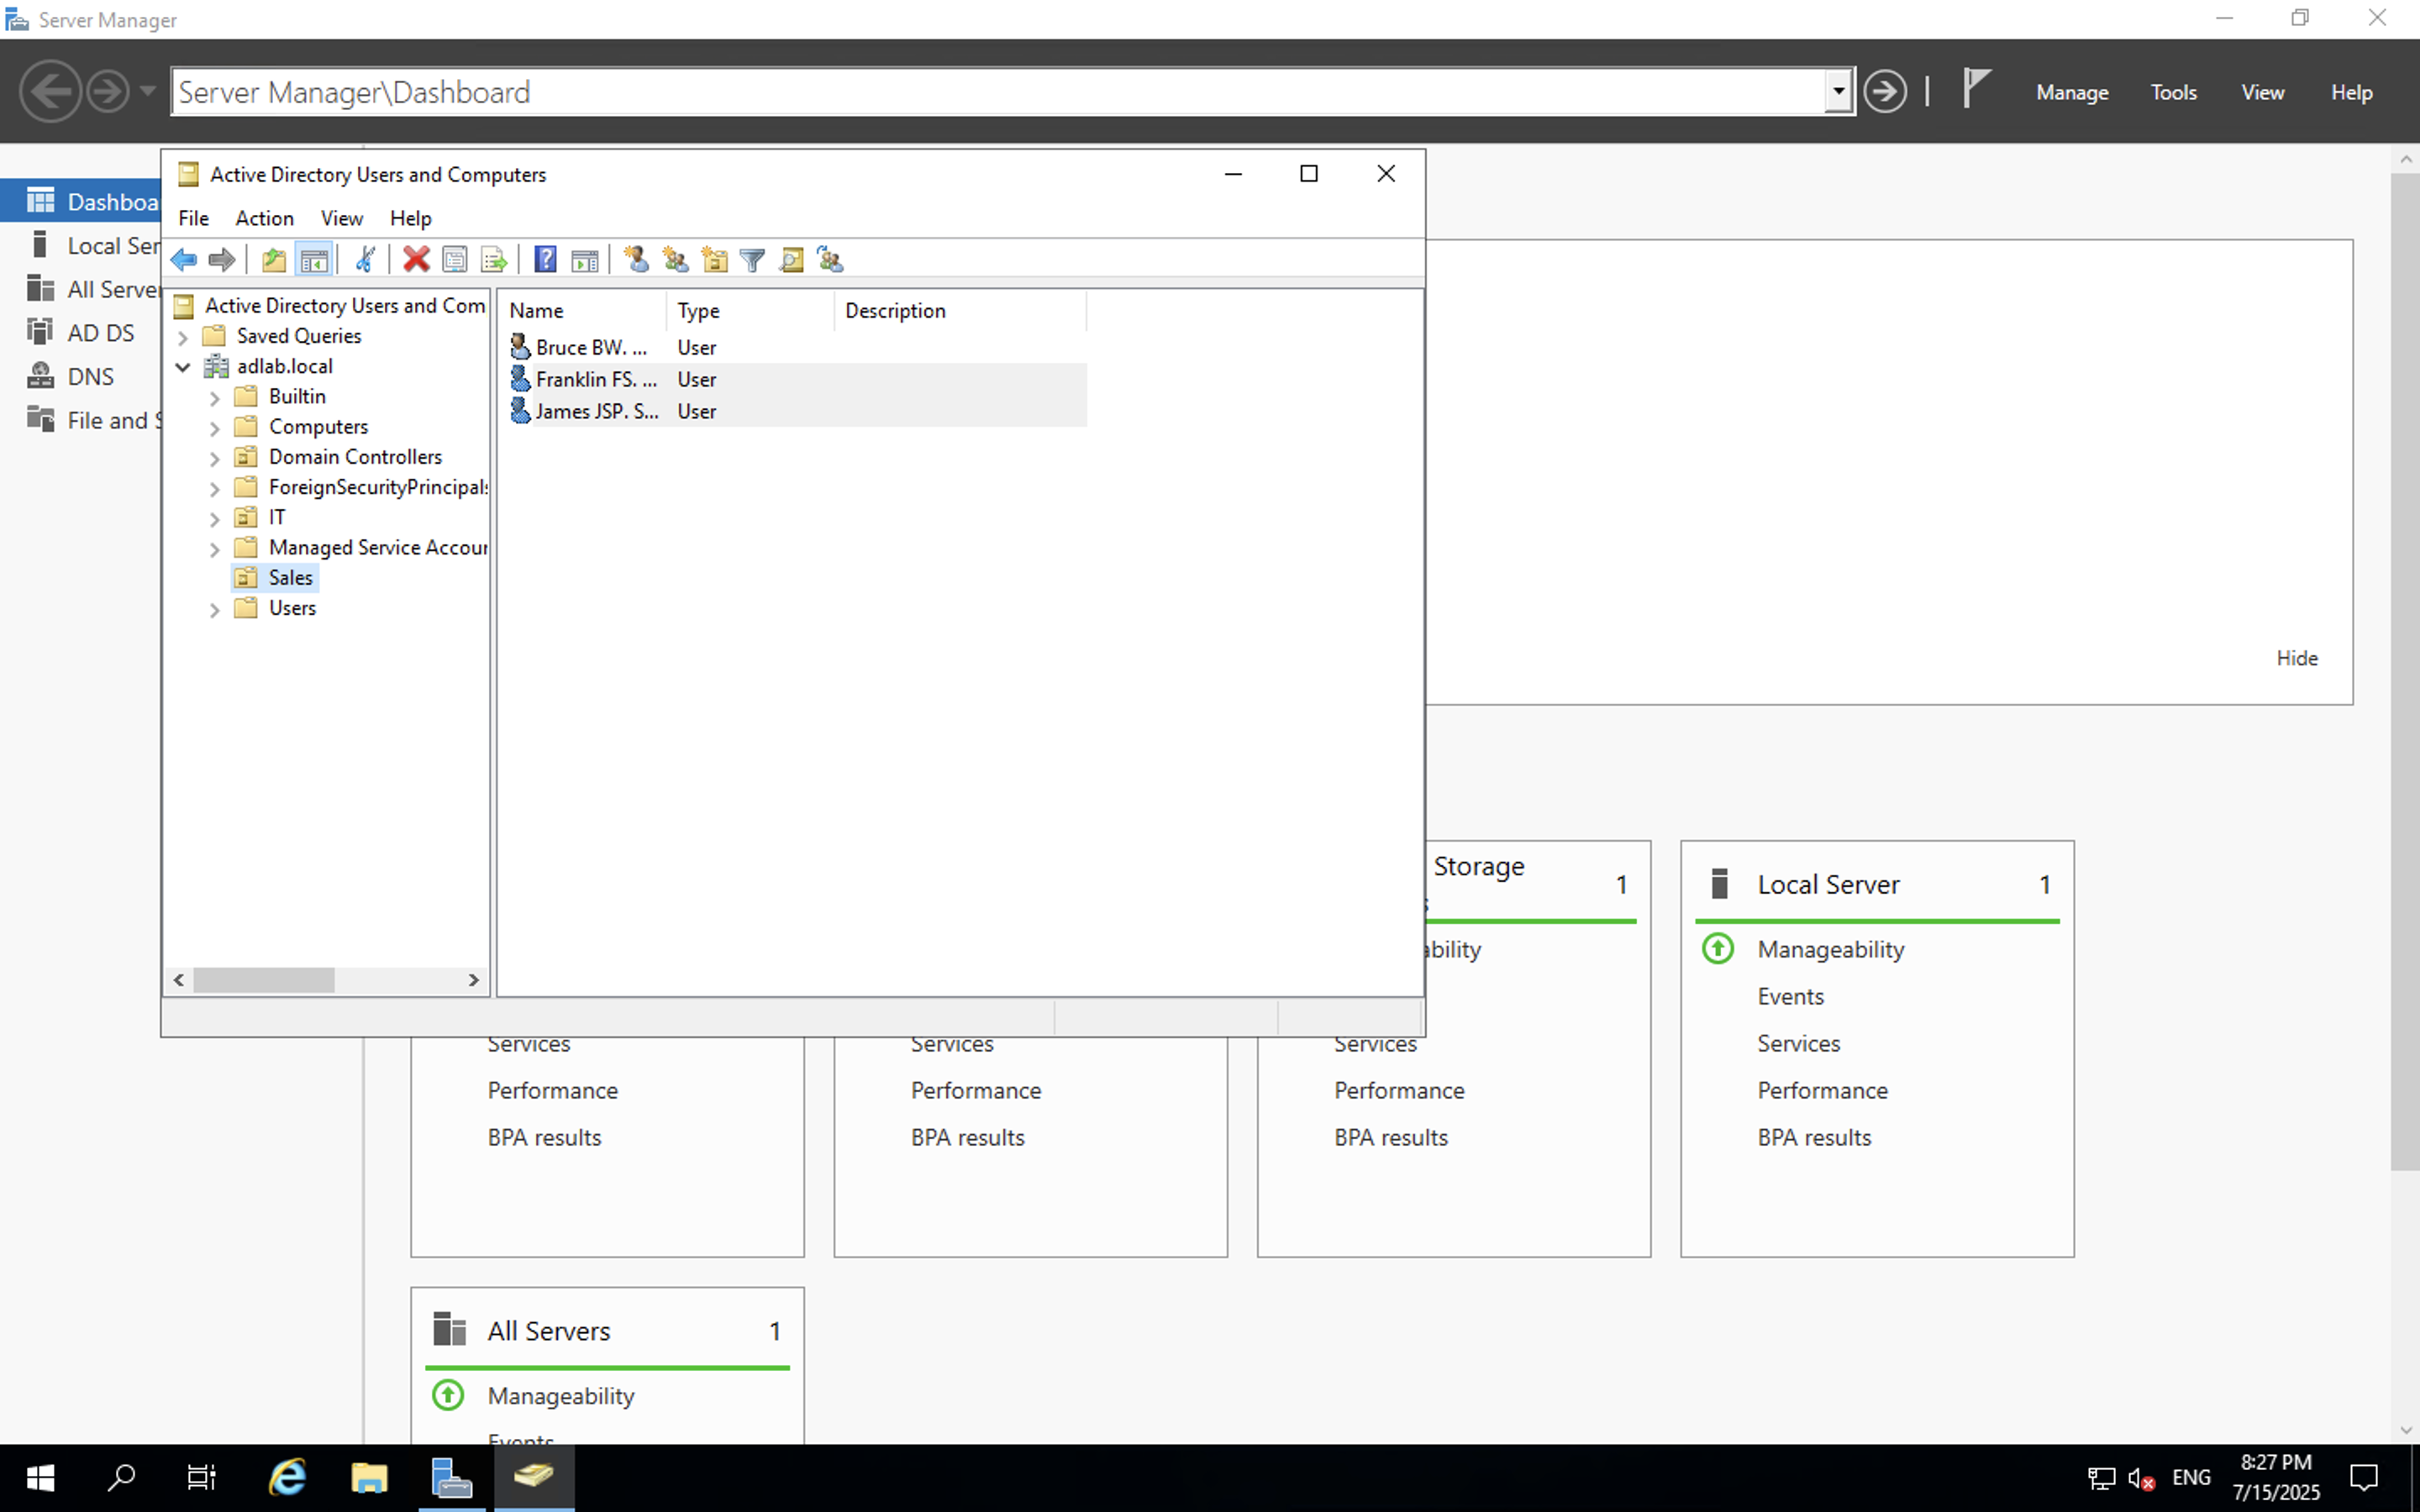 Server Manager
Server Manager\Dashboard
Manage Tools View Help
Dashboa
Local Ser
All Server
AD DS
DNS
File and S
Active Directory Users and Computers
File Action View Help
Active Directory Users and Com
Saved Queries
adlab.local
Builtin
Computers
Domain Controllers
ForeignSecurityPrincipals
IT
Managed Service Accour
Sales
Users
Name Type Description
Bruce BW. ... User
Franklin FS. ... User
James JSP. S... User
Hide
Storage 1
s
ability
Services
Performance
BPA results
Services
Performance
BPA results
Services
Performance
BPA results
Local Server 1
Manageability
Events
Services
Performance
BPA results
All Servers 1
Manageability
Events
ENG
8:27 PM
7/15/2025